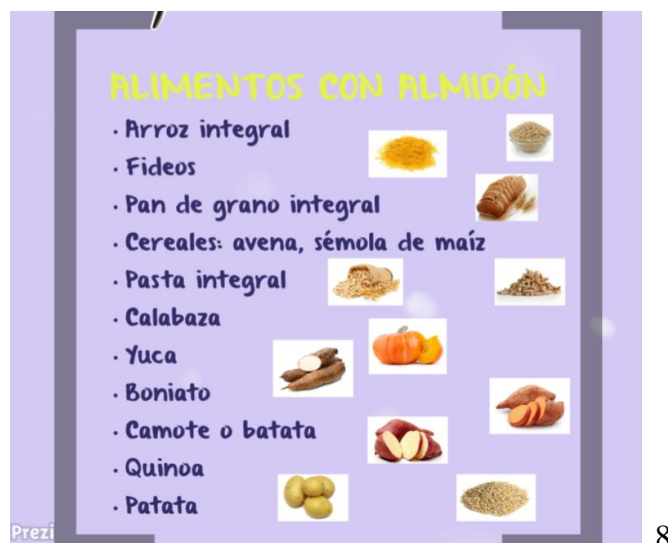 ALIMENTOS CON ALMIDÓN
· Arroz integral
· Fideos
· Pan de grano integral
· Cereales: avena, sémola de maíz
· Pasta integral
· Calabaza
· Yuca
· Boniato
· Camote o batata
· Quinoa
· Patata
Prezi
8